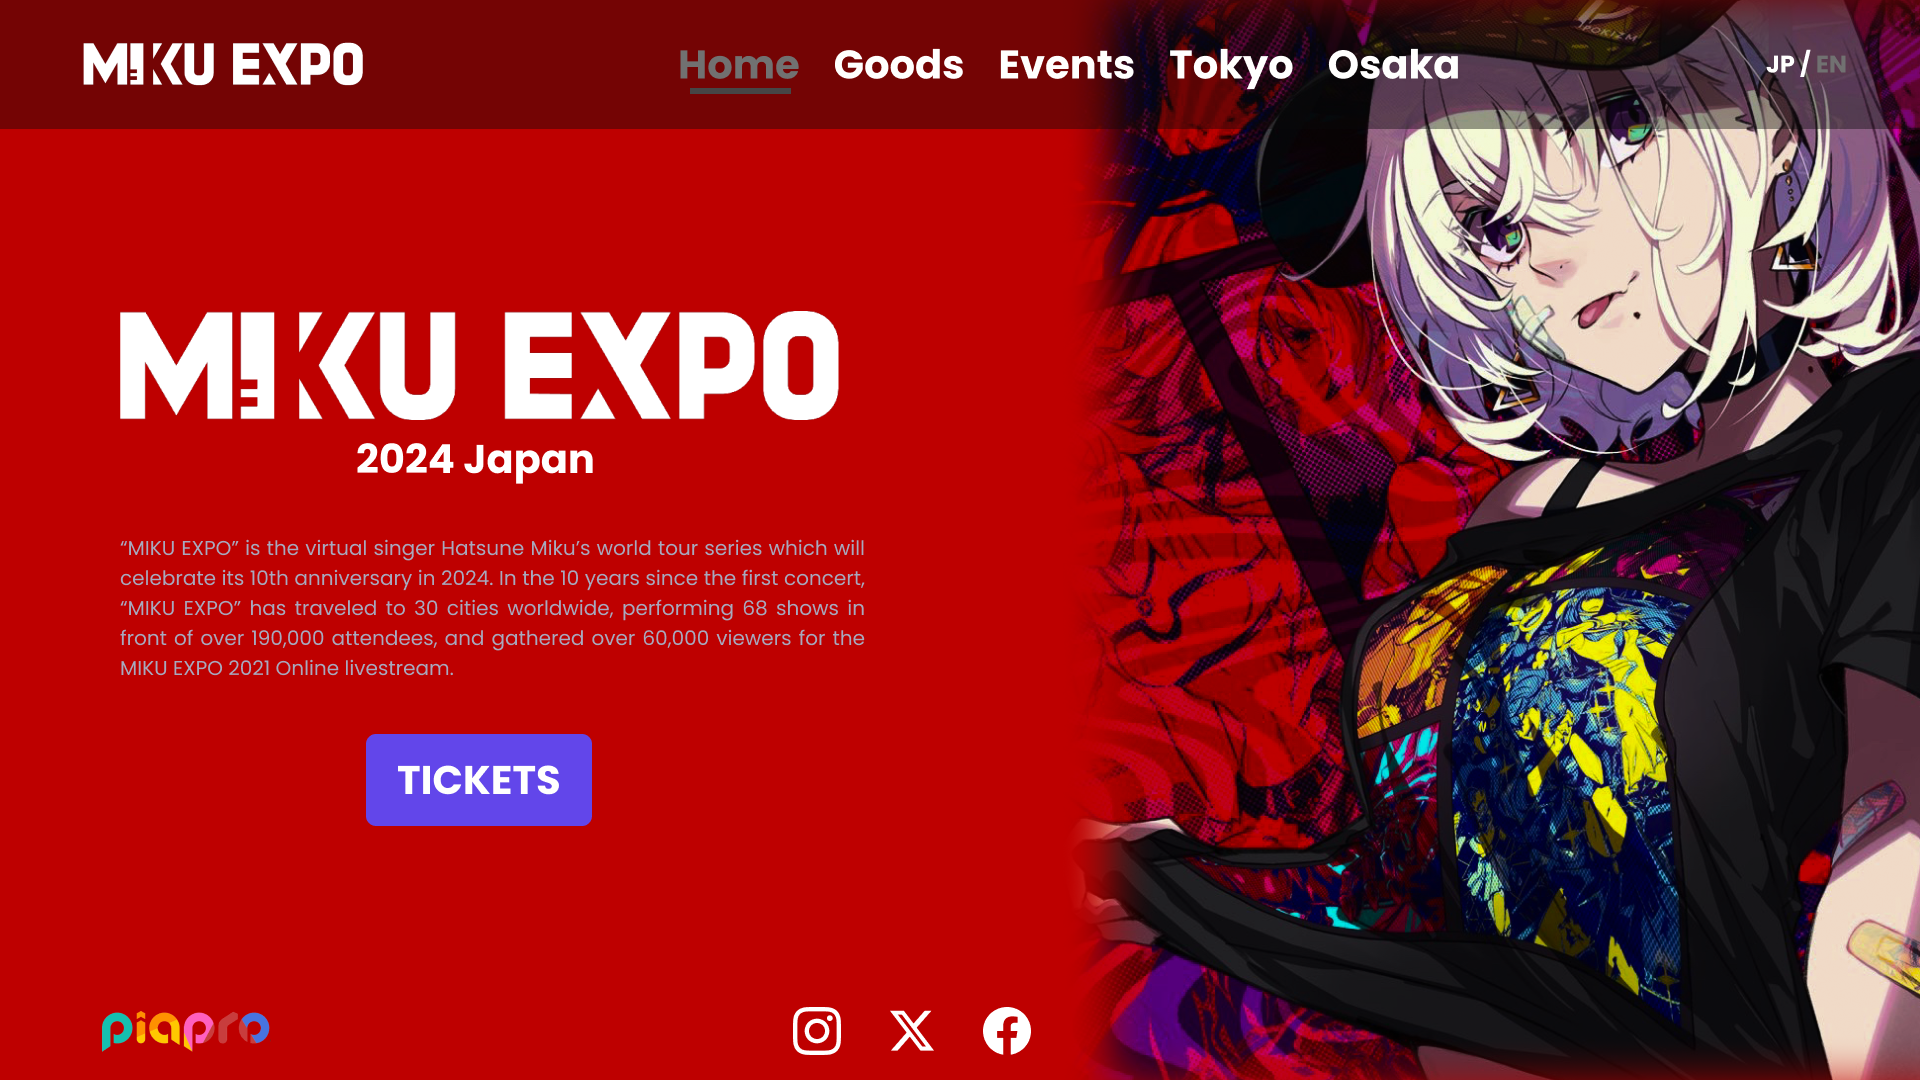 MIKU EXPO
Home Goods Events Tokyo Osaka
JP / EN
POKIZM
MIKU EXPO
2024 Japan
“MIKU EXPO” is the virtual singer Hatsune Miku’s world tour series which will
celebrate its 10th anniversary in 2024. In the 10 years since the first concert,
“MIKU EXPO” has traveled to 30 cities worldwide, performing 68 shows in
front of over 190,000 attendees, and gathered over 60,000 viewers for the
MIKU EXPO 2021 Online livestream.
TICKETS
piapro